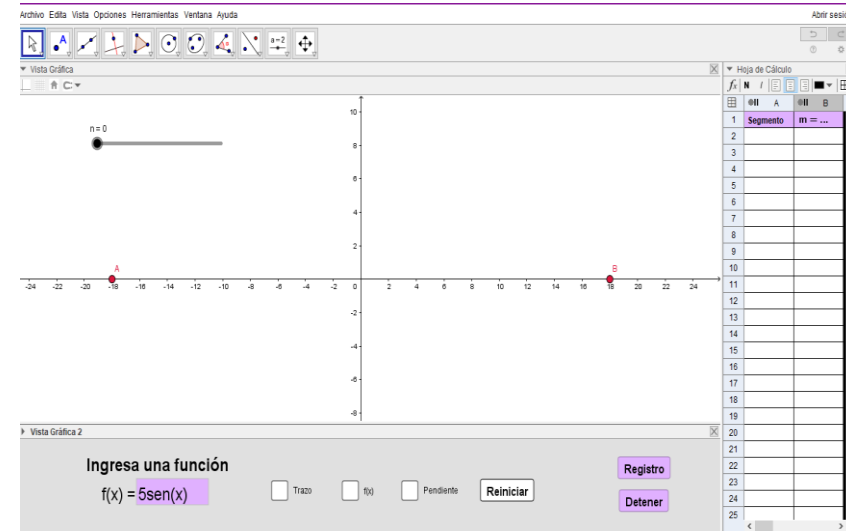 Archivo Edita Vista Opciones Herramientas Ventana Ayuda
Abrir sesió
A
a=2
Vista Gráfica
Hoja de Cálculo
fx N I
A B
1 Segmento m = ...
2
3
4
5
6
7
8
9
10
11
12
13
14
15
16
17
18
19
20
21
22
23
24
25
n = 0
10
8
6
4
2
A B
-24 -22 -20 -18 -16 -14 -12 -10 -8 -6 -4 -2 0 2 4 6 8 10 12 14 16 18 20 22 24
-2
-4
-6
-8
Vista Gráfica 2
Ingresa una función
f(x) = 5sen(x)
Trazo f(x) Pendiente Reiniciar
Registro
Detener